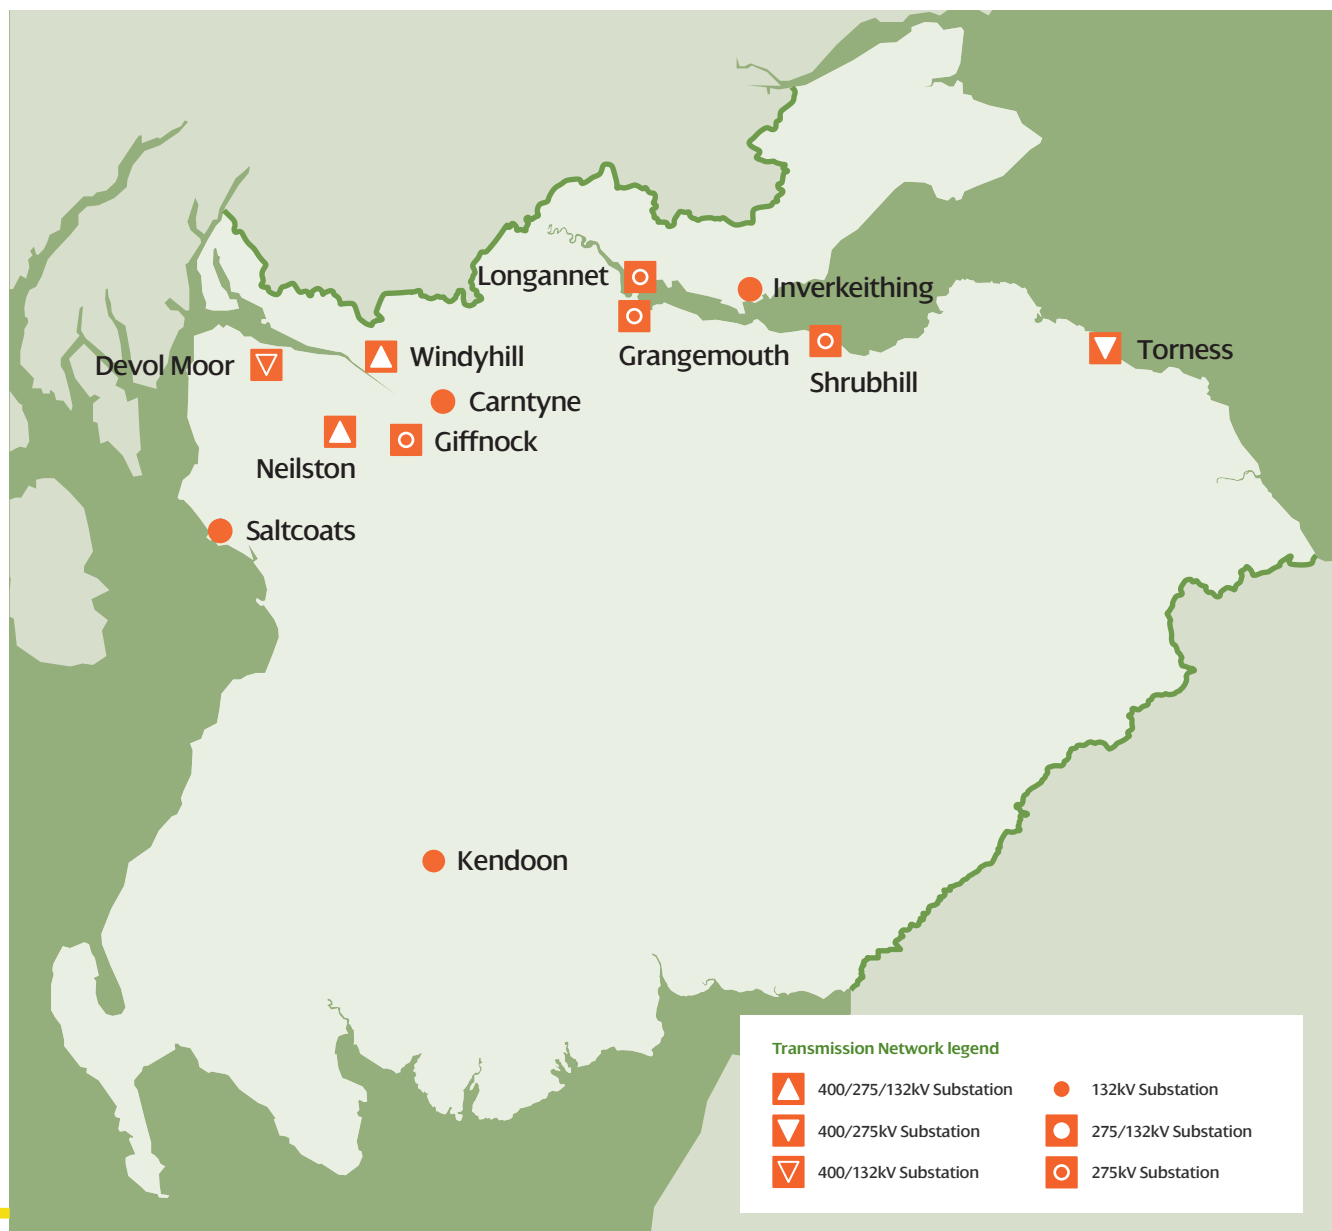 Longannet
Inverkeithing
Grangemouth
Shrubhill
Torness
Devol Moor
Windyhill
Carntyne
Giffnock
Neilston
Saltcoats
Kendoon
Transmission Network legend
400/275/132kV Substation
132kV Substation
400/275kV Substation
275/132kV Substation
400/132kV Substation
275kV Substation